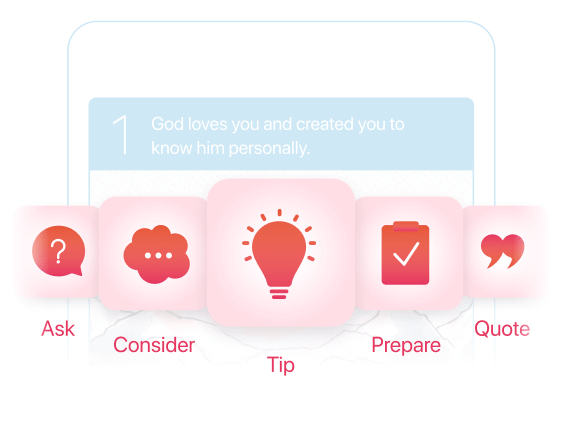 1
God loves you and created you to
know him personally.
?
Ask
Consider
Tip
Prepare
Quote